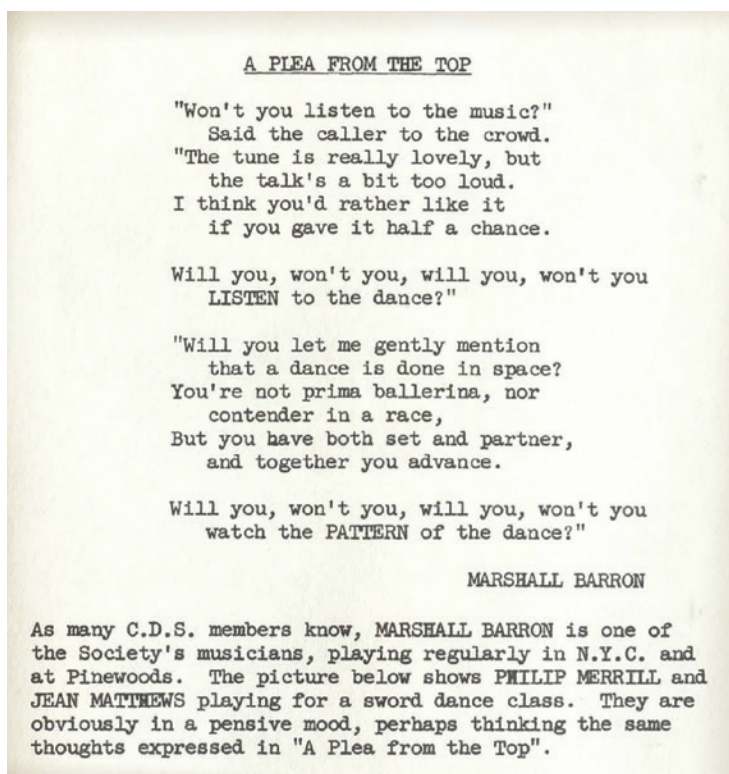 A PLEA FROM THE TOP
"Won't you listen to the music?"
Said the caller to the crowd.
"The tune is really lovely, but
the talk's a bit too loud.
I think you'd rather like it
if you gave it half a chance.
Will you, won't you, will you, won't you
LISTEN to the dance?"
"Will you let me gently mention
that a dance is done in space?
You're not prima ballerina, nor
contender in a race,
But you have both set and partner,
and together you advance.
Will you, won't you, will you, won't you
watch the PATTERN of the dance?"
MARSHALL BARRON
As many C.D.S. members know, MARSHALL BARRON is one of
the Society's musicians, playing regularly in N.Y.C. and
at Pinewoods. The picture below shows PHILIP MERRILL and
JEAN MATTHEWS playing for a sword dance class. They are
obviously in a pensive mood, perhaps thinking the same
thoughts expressed in "A Plea from the Top".